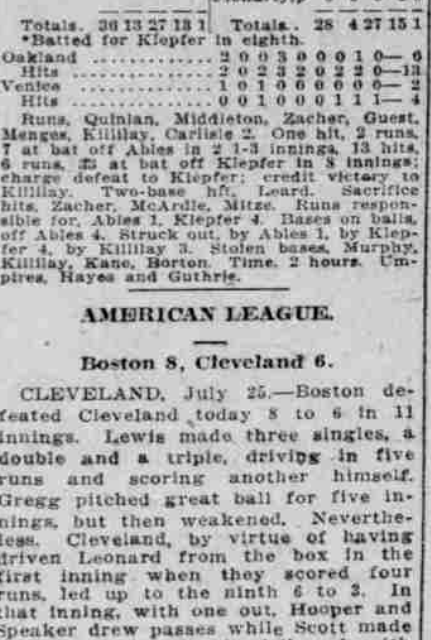 Totals. 36 13 27 13 1 Totals.. 28 4 27 15 1
*Batted for Klepfer in eighth.
Oakland .............. 2 0 0 3 0 0 0 1 0— 6
Hits ............... 2 0 2 3 2 0 2 2 0—13
Venice ............... 1 0 1 0 0 0 0 0 0— 2
Hits ............... 0 0 1 0 0 0 1 1 1— 4
Runs, Quinlan, Middleton, Zacher, Guest,
Menges, Killilay, Carlisle 2. One hit, 2 runs,
7 at bat off Ables in 2 1-3 innings, 13 hits,
6 runs, at bat off Klepfer in 8 innings;
charge defeat to Klepfer; credit victory to
Killilay. Two-base hit, Leard. Sacrifice
hits, Zacher, McArdle, Mitze. Runs respon-
sible for, Ables 1, Klepfer 4. Bases on balls,
off Ables 4. Struck out, by Ables 1, by Klep-
fer 4, by Killilay 3. Stolen bases, Murphy,
Killilay, Kane, Borton. Time, 2 hours. Um-
pires, Hayes and Guthrie.
AMERICAN LEAGUE.
Boston 8, Cleveland 6.
CLEVELAND, July 25.—Boston de-
feated Cleveland today 8 to 6 in 11
innings. Lewis made three singles, a
double and a triple, driving in five
runs and scoring another himself.
Gregg pitched great ball for five in-
nings, but then weakened. Neverthe-
less. Cleveland, by virtue of having
driven Leonard from the box in the
first inning when they scored four
runs, led up to the ninth 6 to 3. In
that inning, with one out, Hooper and
Speaker drew passes while Scott made